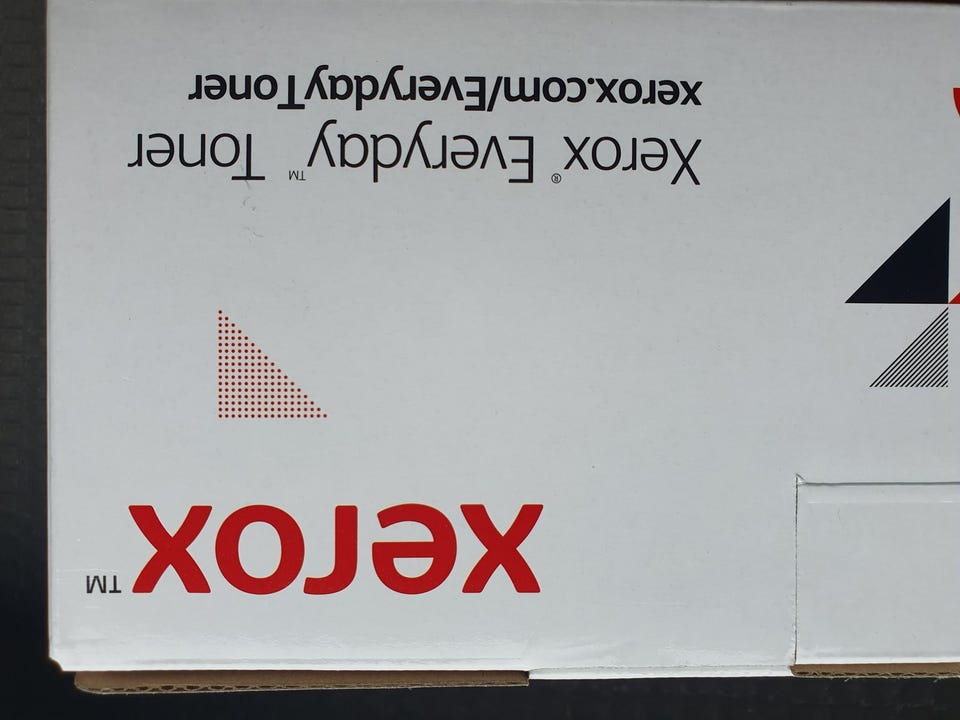 xerox™
Xerox® Everyday™ Toner
xerox.com/EverydayToner